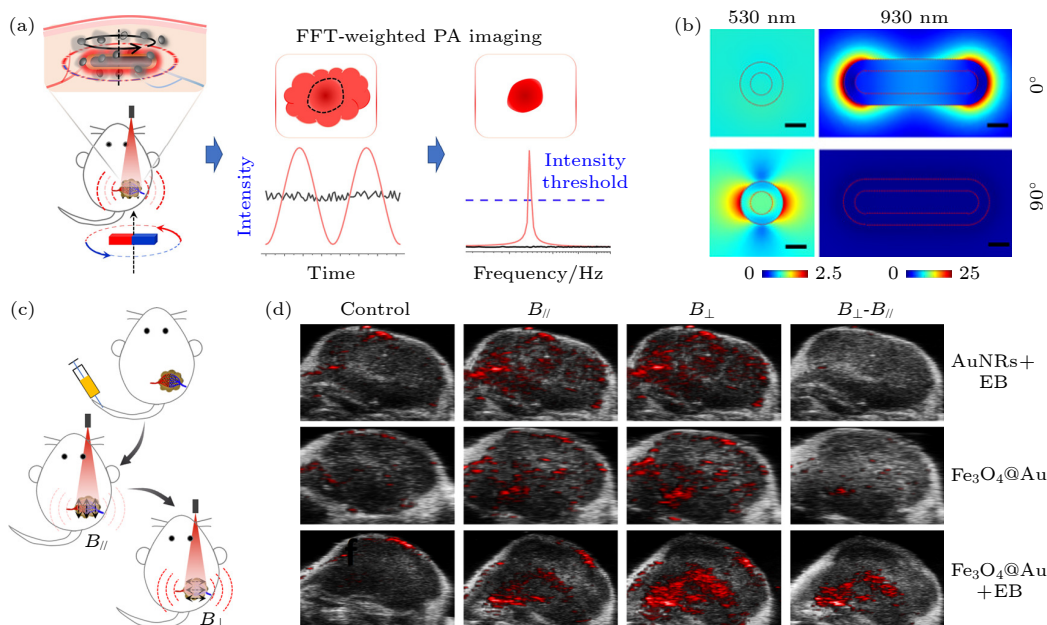 (a)
FFT-weighted PA imaging
Intensity
Time
Intensity
threshold
Frequency/Hz
(b)
530 nm
930 nm
0°
90°
0
2.5
0
25
(c)
B//
B⊥
(d)
Control
B//
B⊥
B⊥-B//
AuNRs+
EB
Fe₃O₄@Au
f
Fe₃O₄@Au
+EB